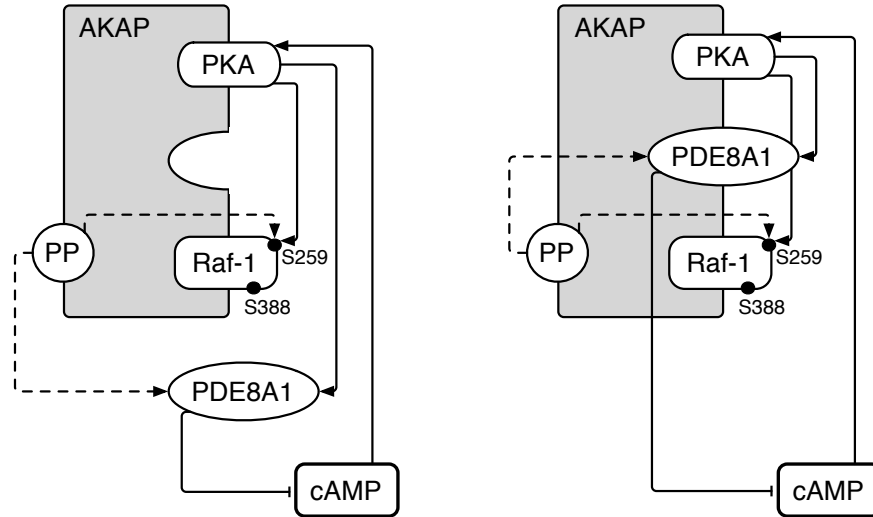 AKAP
PKA
PP
Raf-1
S259
S388
PDE8A1
cAMP
AKAP
PKA
PDE8A1
PP
Raf-1
S259
S388
cAMP